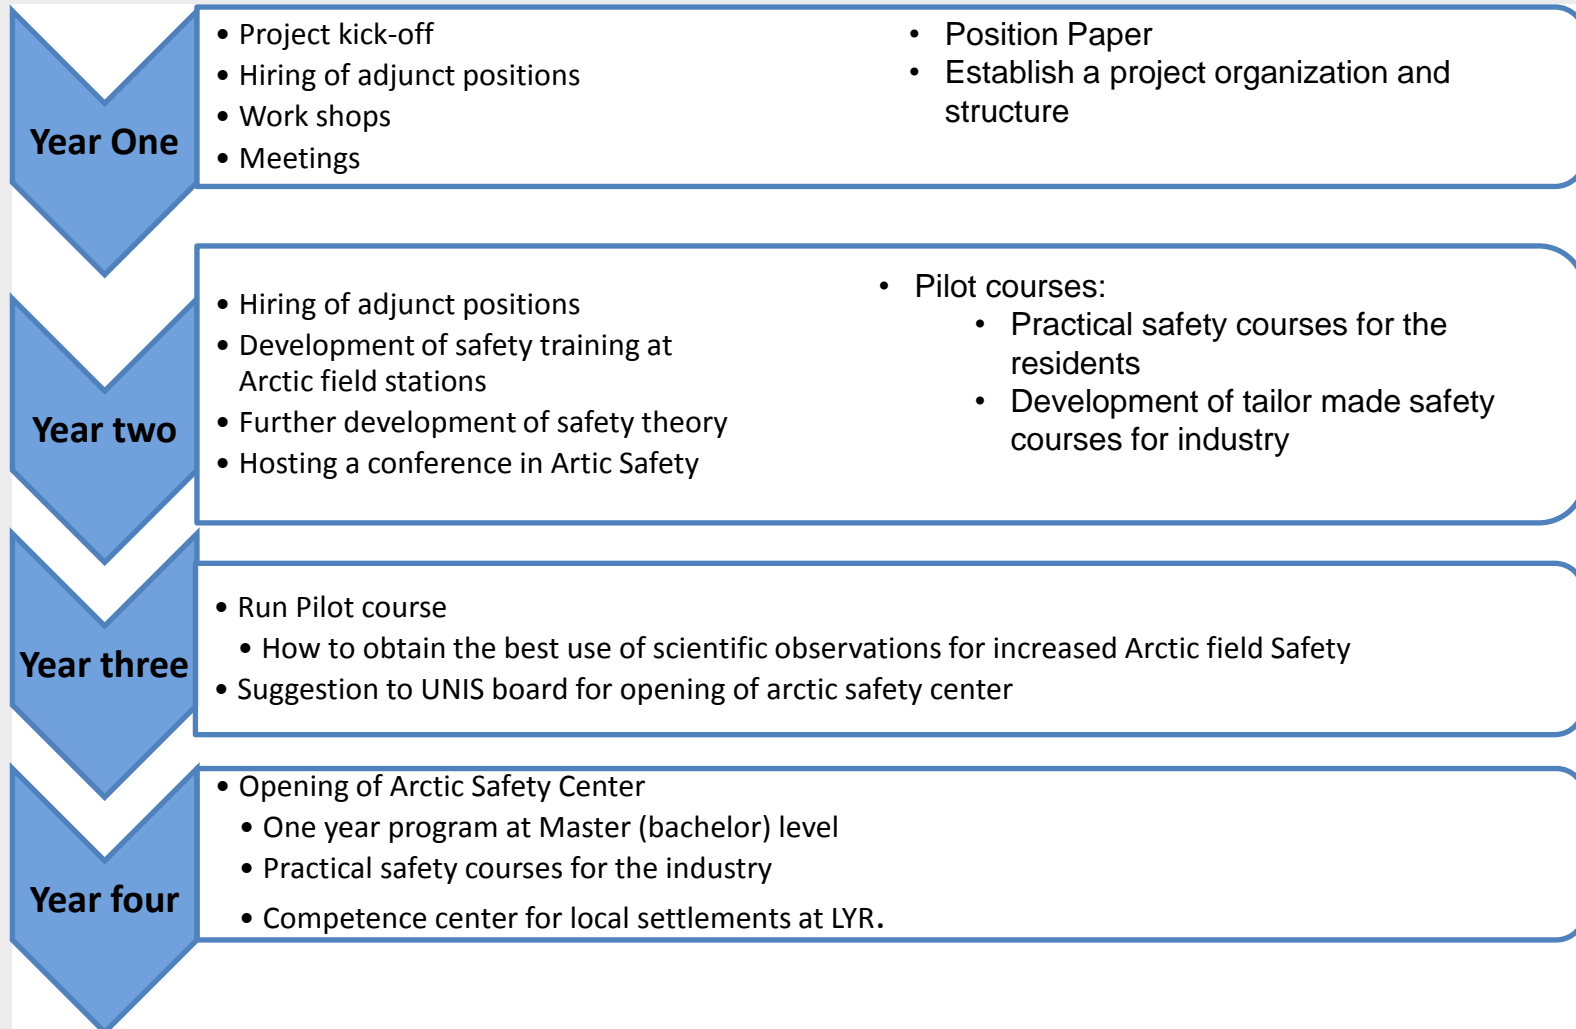 Year One
• Project kick-off
• Hiring of adjunct positions
• Work shops
• Meetings
• Position Paper
• Establish a project organization and
structure
Year two
• Hiring of adjunct positions
• Development of safety training at
Arctic field stations
• Further development of safety theory
• Hosting a conference in Artic Safety
• Pilot courses:
• Practical safety courses for the
residents
• Development of tailor made safety
courses for industry
Year three
• Run Pilot course
• How to obtain the best use of scientific observations for increased Arctic field Safety
• Suggestion to UNIS board for opening of arctic safety center
Year four
• Opening of Arctic Safety Center
• One year program at Master (bachelor) level
• Practical safety courses for the industry
• Competence center for local settlements at LYR.